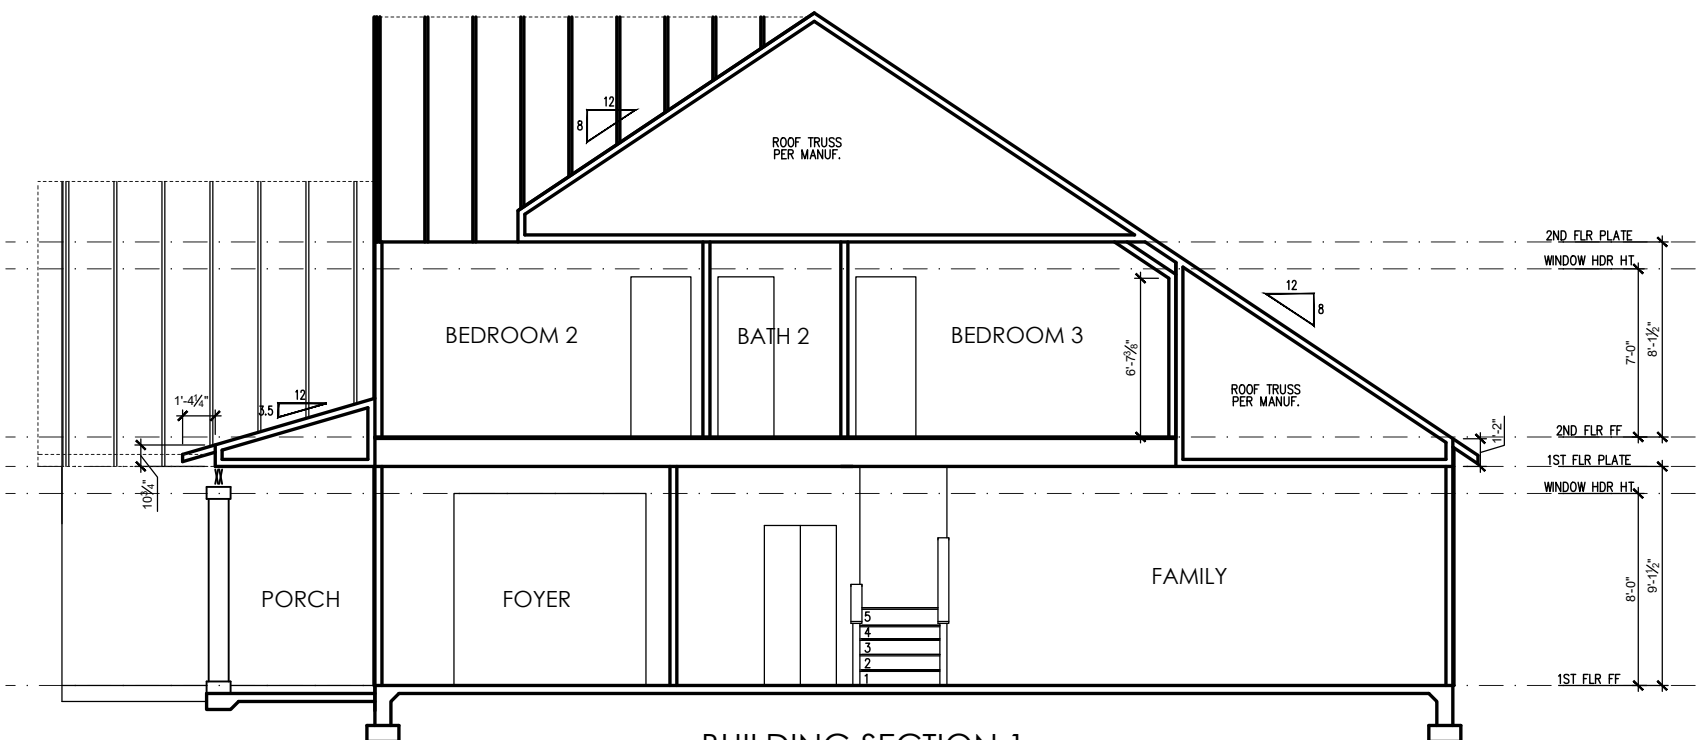 12
8
ROOF TRUSS
PER MANUF.
2ND FLR PLATE
WINDOW HDR HT
12
8
BEDROOM 2
BATH 2
BEDROOM 3
6'-7⅜"
7'-0"
8'-1½"
ROOF TRUSS
PER MANUF.
1'-4¼"
12
3.5
2ND FLR FF
1'-2"
1ST FLR PLATE
10¾"
WINDOW HDR HT
PORCH
FOYER
FAMILY
8'-0"
9'-1½"
5
4
3
2
1
1ST FLR FF
BUILDING SECTION 1